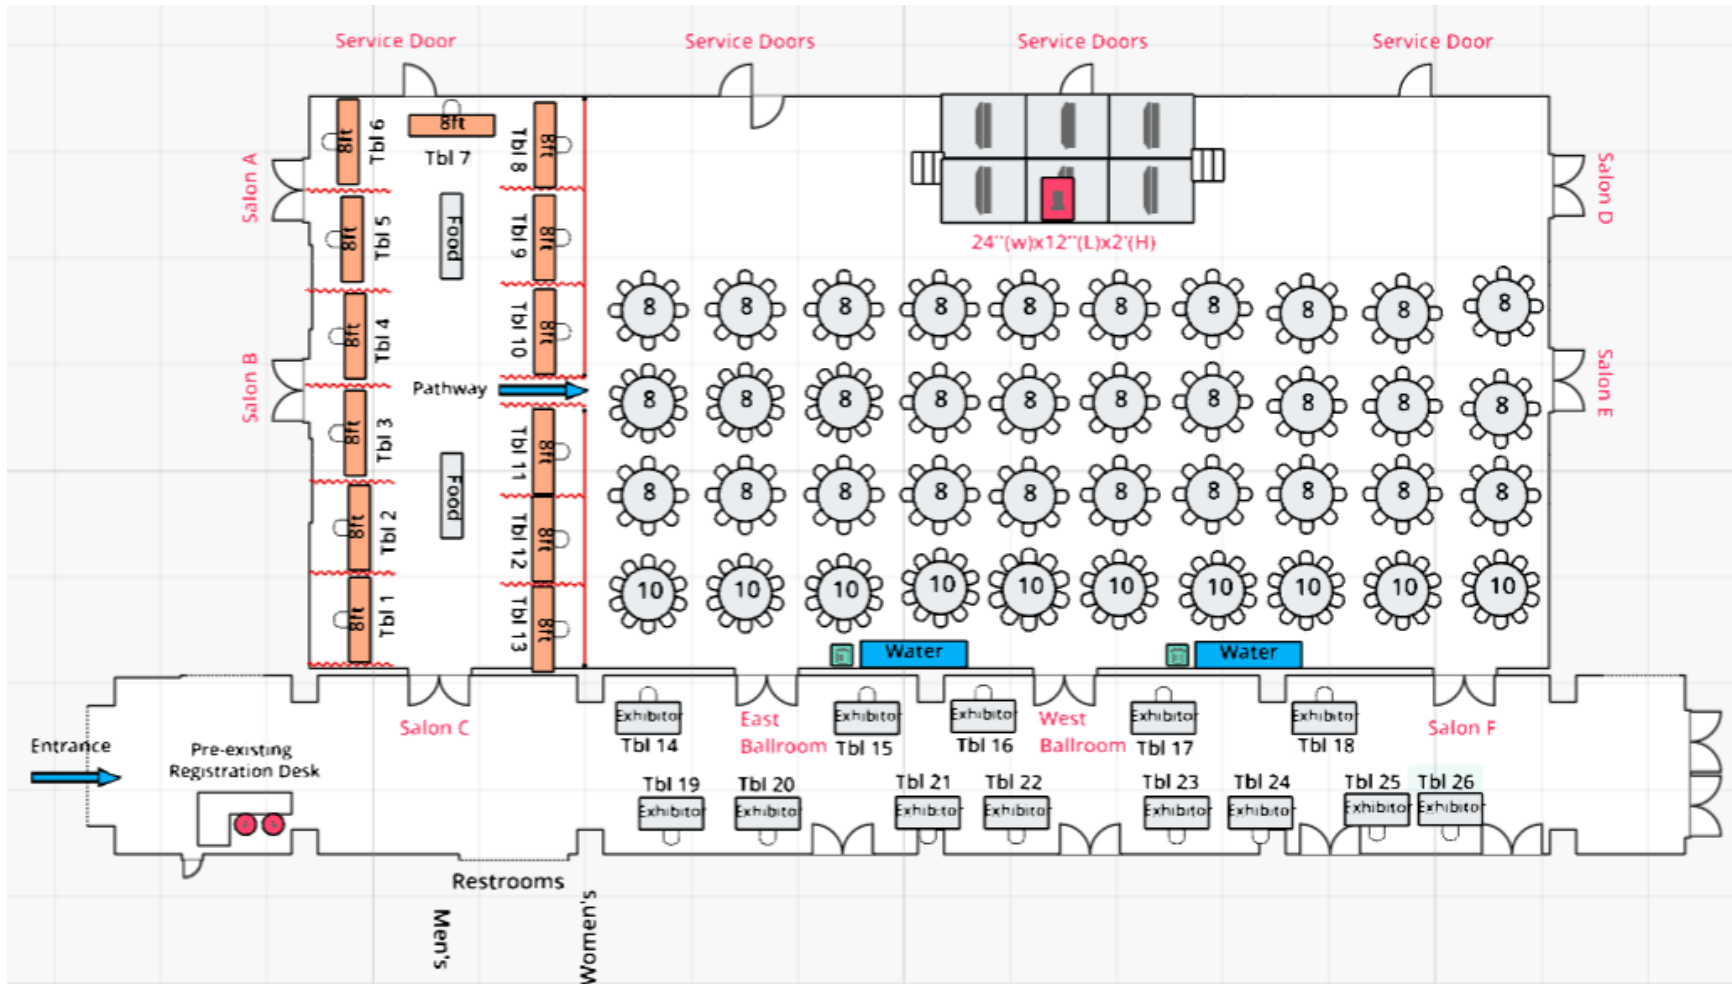 Service Door
Service Doors
Service Doors
Service Door
8ft
Tbl 6
8ft
Tbl 7
Tbl 8
8ft
Salon A
8ft
Tbl 5
Food
Tbl 9
8ft
24''(w)x12''(L)x2'(H)
Salon D
8ft
Tbl 4
Tbl 10
8ft
8 8 8 8 8 8 8 8 8 8
Salon B
Pathway
Salon E
8ft
Tbl 3
Tbl 11
8ft
8 8 8 8 8 8 8 8 8 8
8ft
Tbl 2
Food
Tbl 12
8ft
8 8 8 8 8 8 8 8 8 8
8ft
Tbl 1
Tbl 13
8ft
10 10 10 10 10 10 10 10 10 10
Water
Water
Salon C
Exhibitor
Tbl 14
East
Ballroom
Exhibitor
Tbl 15
Exhibitor
Tbl 16
West
Ballroom
Exhibitor
Tbl 17
Exhibitor
Tbl 18
Salon F
Entrance
Pre-existing
Registration Desk
Tbl 19
Exhibitor
Tbl 20
Exhibitor
Tbl 21
Exhibitor
Tbl 22
Exhibitor
Tbl 23
Exhibitor
Tbl 24
Exhibitor
Tbl 25
Exhibitor
Tbl 26
Exhibitor
Restrooms
Men's
Women's